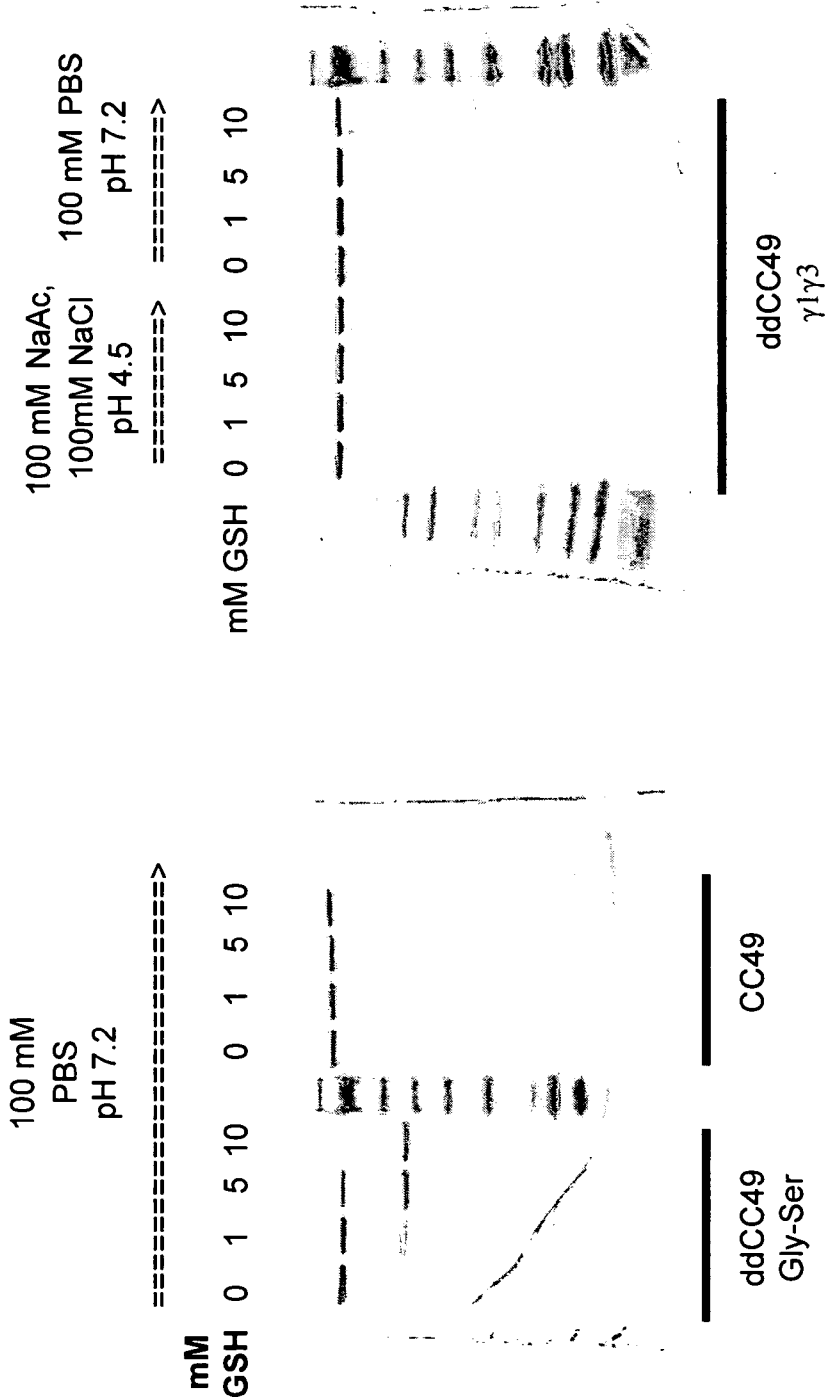 100 mM
PBS
pH 7.2
================>
mM
GSH
0 1 5 10 0 1 5 10
ddCC49
Gly-Ser
CC49
100 mM NaAc,
100mM NaCl
pH 4.5
======>
100 mM PBS
pH 7.2
======>
mM GSH 0 1 5 10 0 1 5 10
ddCC49
γ1γ3